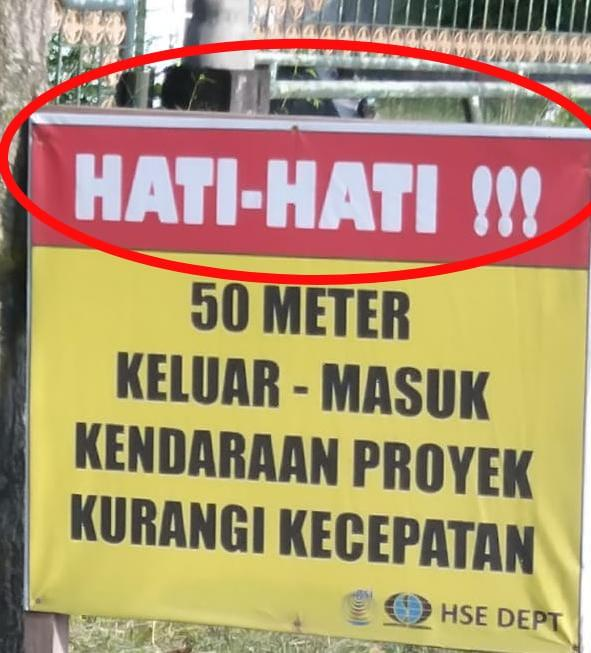 HATI-HATI !!!
50 METER
KELUAR - MASUK
KENDARAAN PROYEK
KURANGI KECEPATAN
HSE DEPT